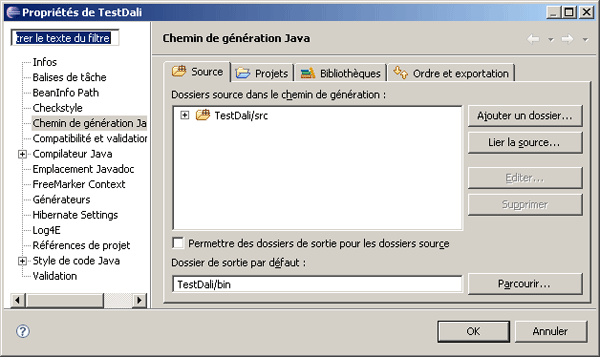 Propriétés de TestDali
trer le texte du filtre
Infos
Balises de tâche
BeanInfo Path
Checkstyle
Chemin de génération Ja
Compatibilité et validation
Compilateur Java
Emplacement Javadoc
FreeMarker Context
Générateurs
Hibernate Settings
Log4E
Références de projet
Style de code Java
Validation
Chemin de génération Java
Source Projets Bibliothèques Ordre et exportation
Dossiers source dans le chemin de génération :
TestDali/src
Ajouter un dossier...
Lier la source...
Editer...
Supprimer
Permettre des dossiers de sortie pour les dossiers source
Dossier de sortie par défaut :
TestDali/bin
Parcourir...
?
OK Annuler